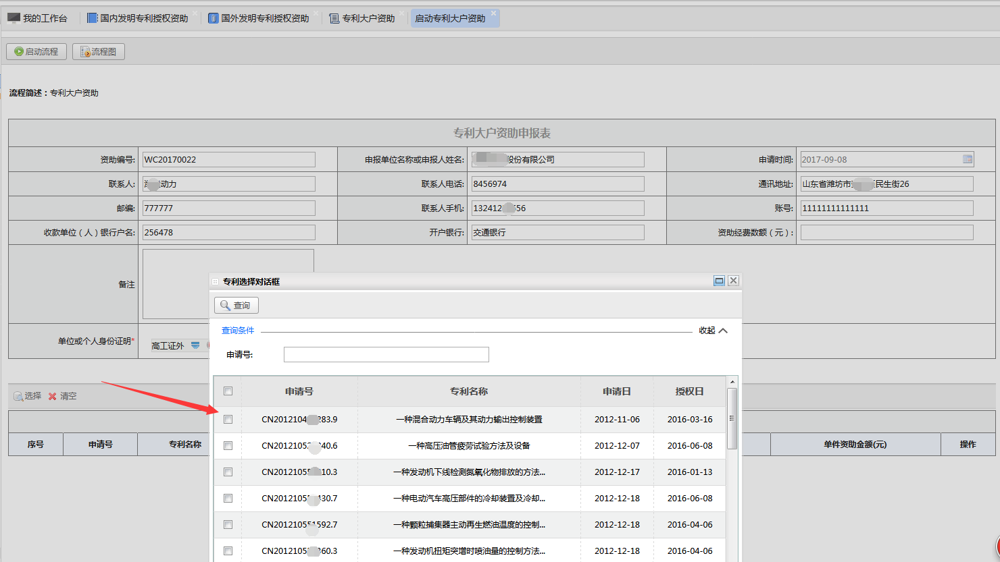 我的工作台 国内发明专利授权资助 国外发明专利授权资助 专利大户资助 启动专利大户资助
启动流程 流程图
流程简述：专利大户资助
专利大户资助申报表
资助编号: WC20170022 申报单位名称或申报人姓名: 股份有限公司 申请时间: 2017-09-08
联系人: 动力 联系人电话: 8456974 通讯地址: 山东省潍坊市 民生街26
邮编: 777777 联系人手机: 132412 56 账号: 11111111111111
收款单位（人）银行户名: 256478 开户银行: 交通银行 资助经费数额（元）:
备注
单位或个人身份证明* 高工证外
专利选择对话框
查询
查询条件 收起
申请号:
选择 清空
申请号 专利名称 申请日 授权日
CN201210 283.9 一种混合动力车辆及其动力输出控制装置 2012-11-06 2016-03-16
CN2012105 40.6 一种高压油管疲劳试验方法及设备 2012-12-07 2016-06-08
CN2012105 10.3 一种发动机下线检测氮氧化物排放的方法... 2012-12-17 2016-01-13
CN2012105 430.7 一种电动汽车高压部件的冷却装置及冷却... 2012-12-18 2016-06-08
CN201210551592.7 一种颗粒捕集器主动再生燃油温度的控制... 2012-12-18 2016-04-06
CN2012105 360.3 一种发动机扭矩突增时喷油量的控制方法... 2012-12-18 2016-04-06
序号 申请号 专利名称 单件资助金额(元) 操作